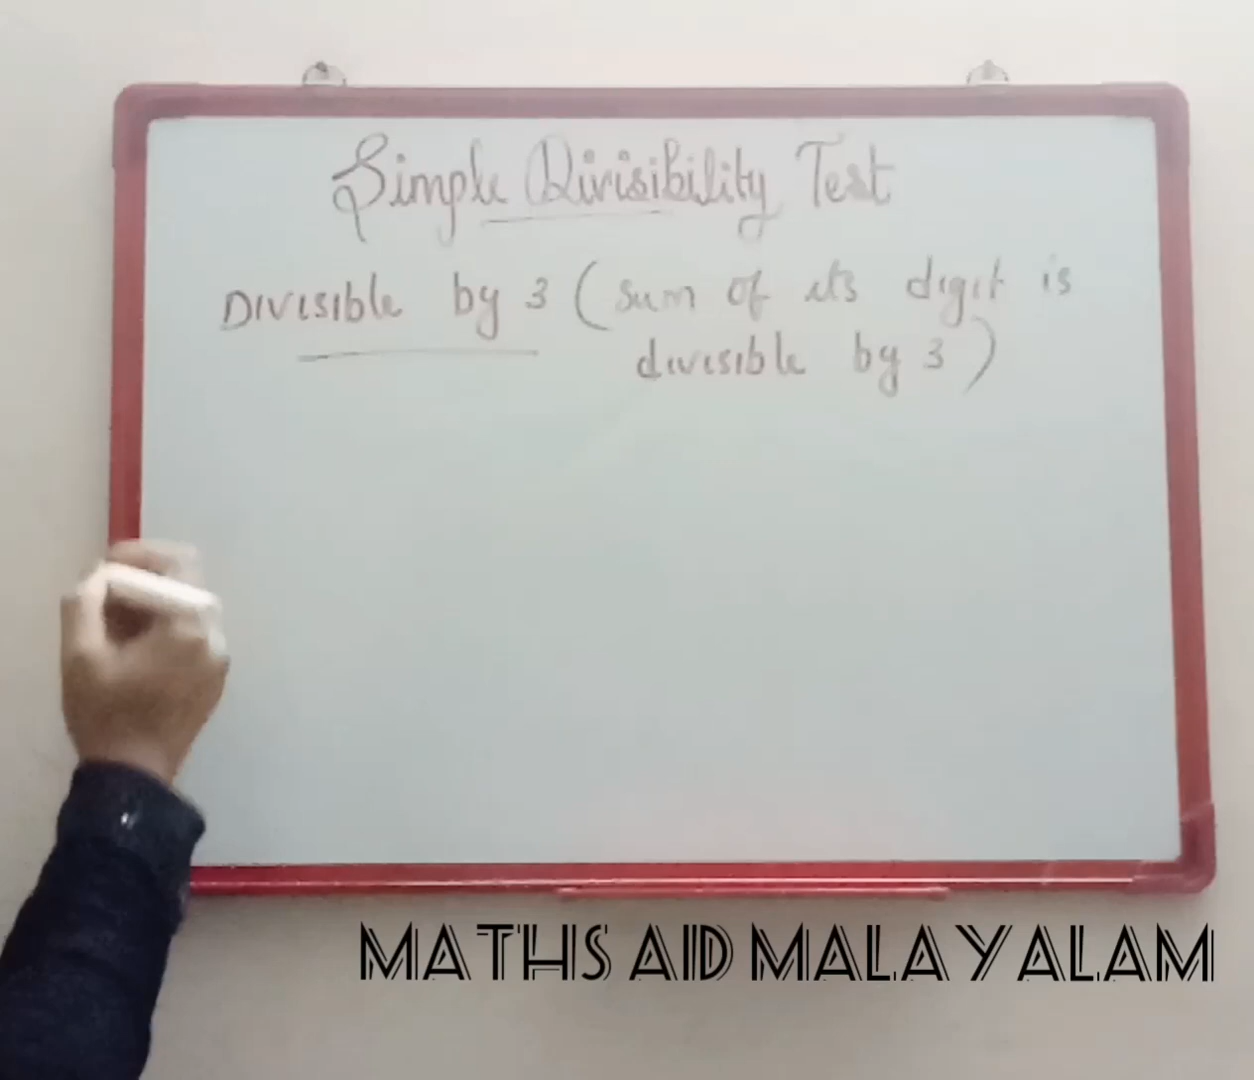 Simple Divisibility Test
Divisible by 3 (sum of its digit is
divisible by 3)
MATHS AID MALAYALAM